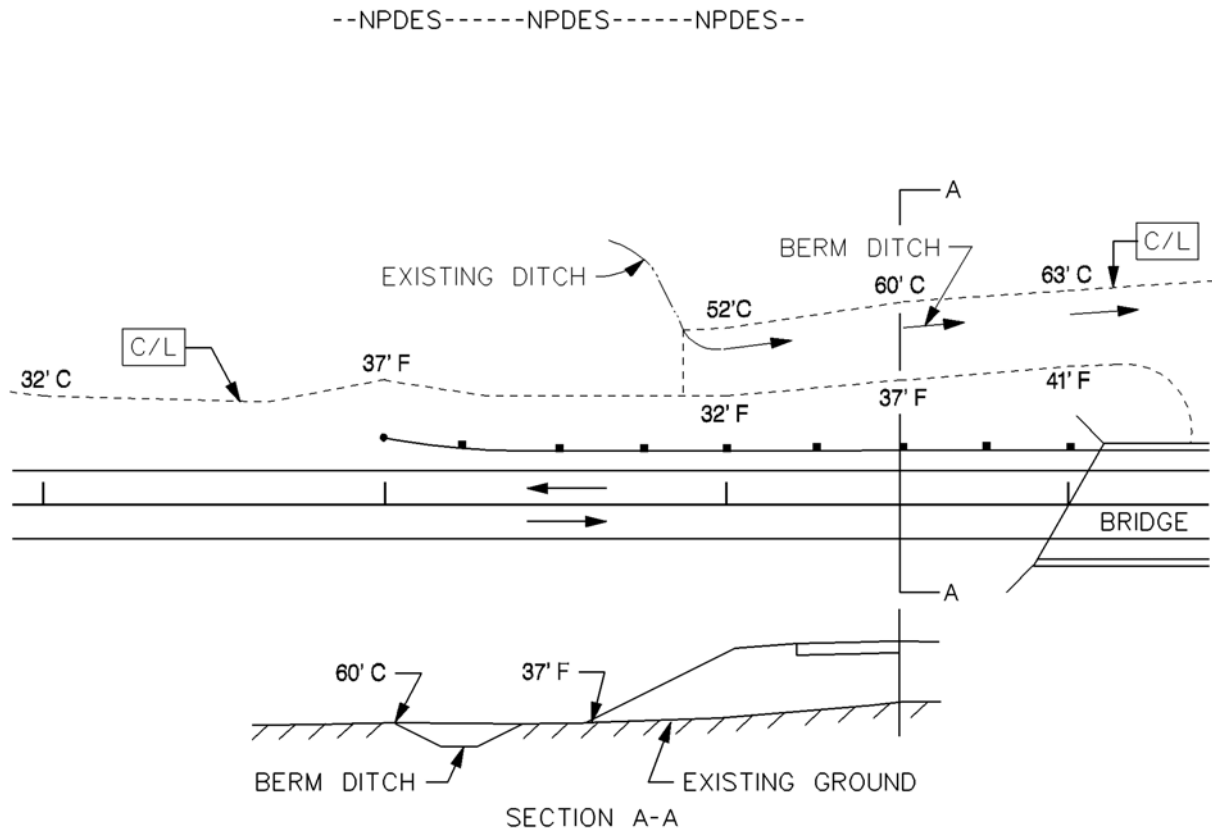 --NPDES------NPDES------NPDES--
A
BERM DITCH
C/L
EXISTING DITCH
60' C
63' C
52'C
C/L
37' F
32' C
41' F
37' F
32' F
BRIDGE
A
60' C
37' F
BERM DITCH
EXISTING GROUND
SECTION A-A